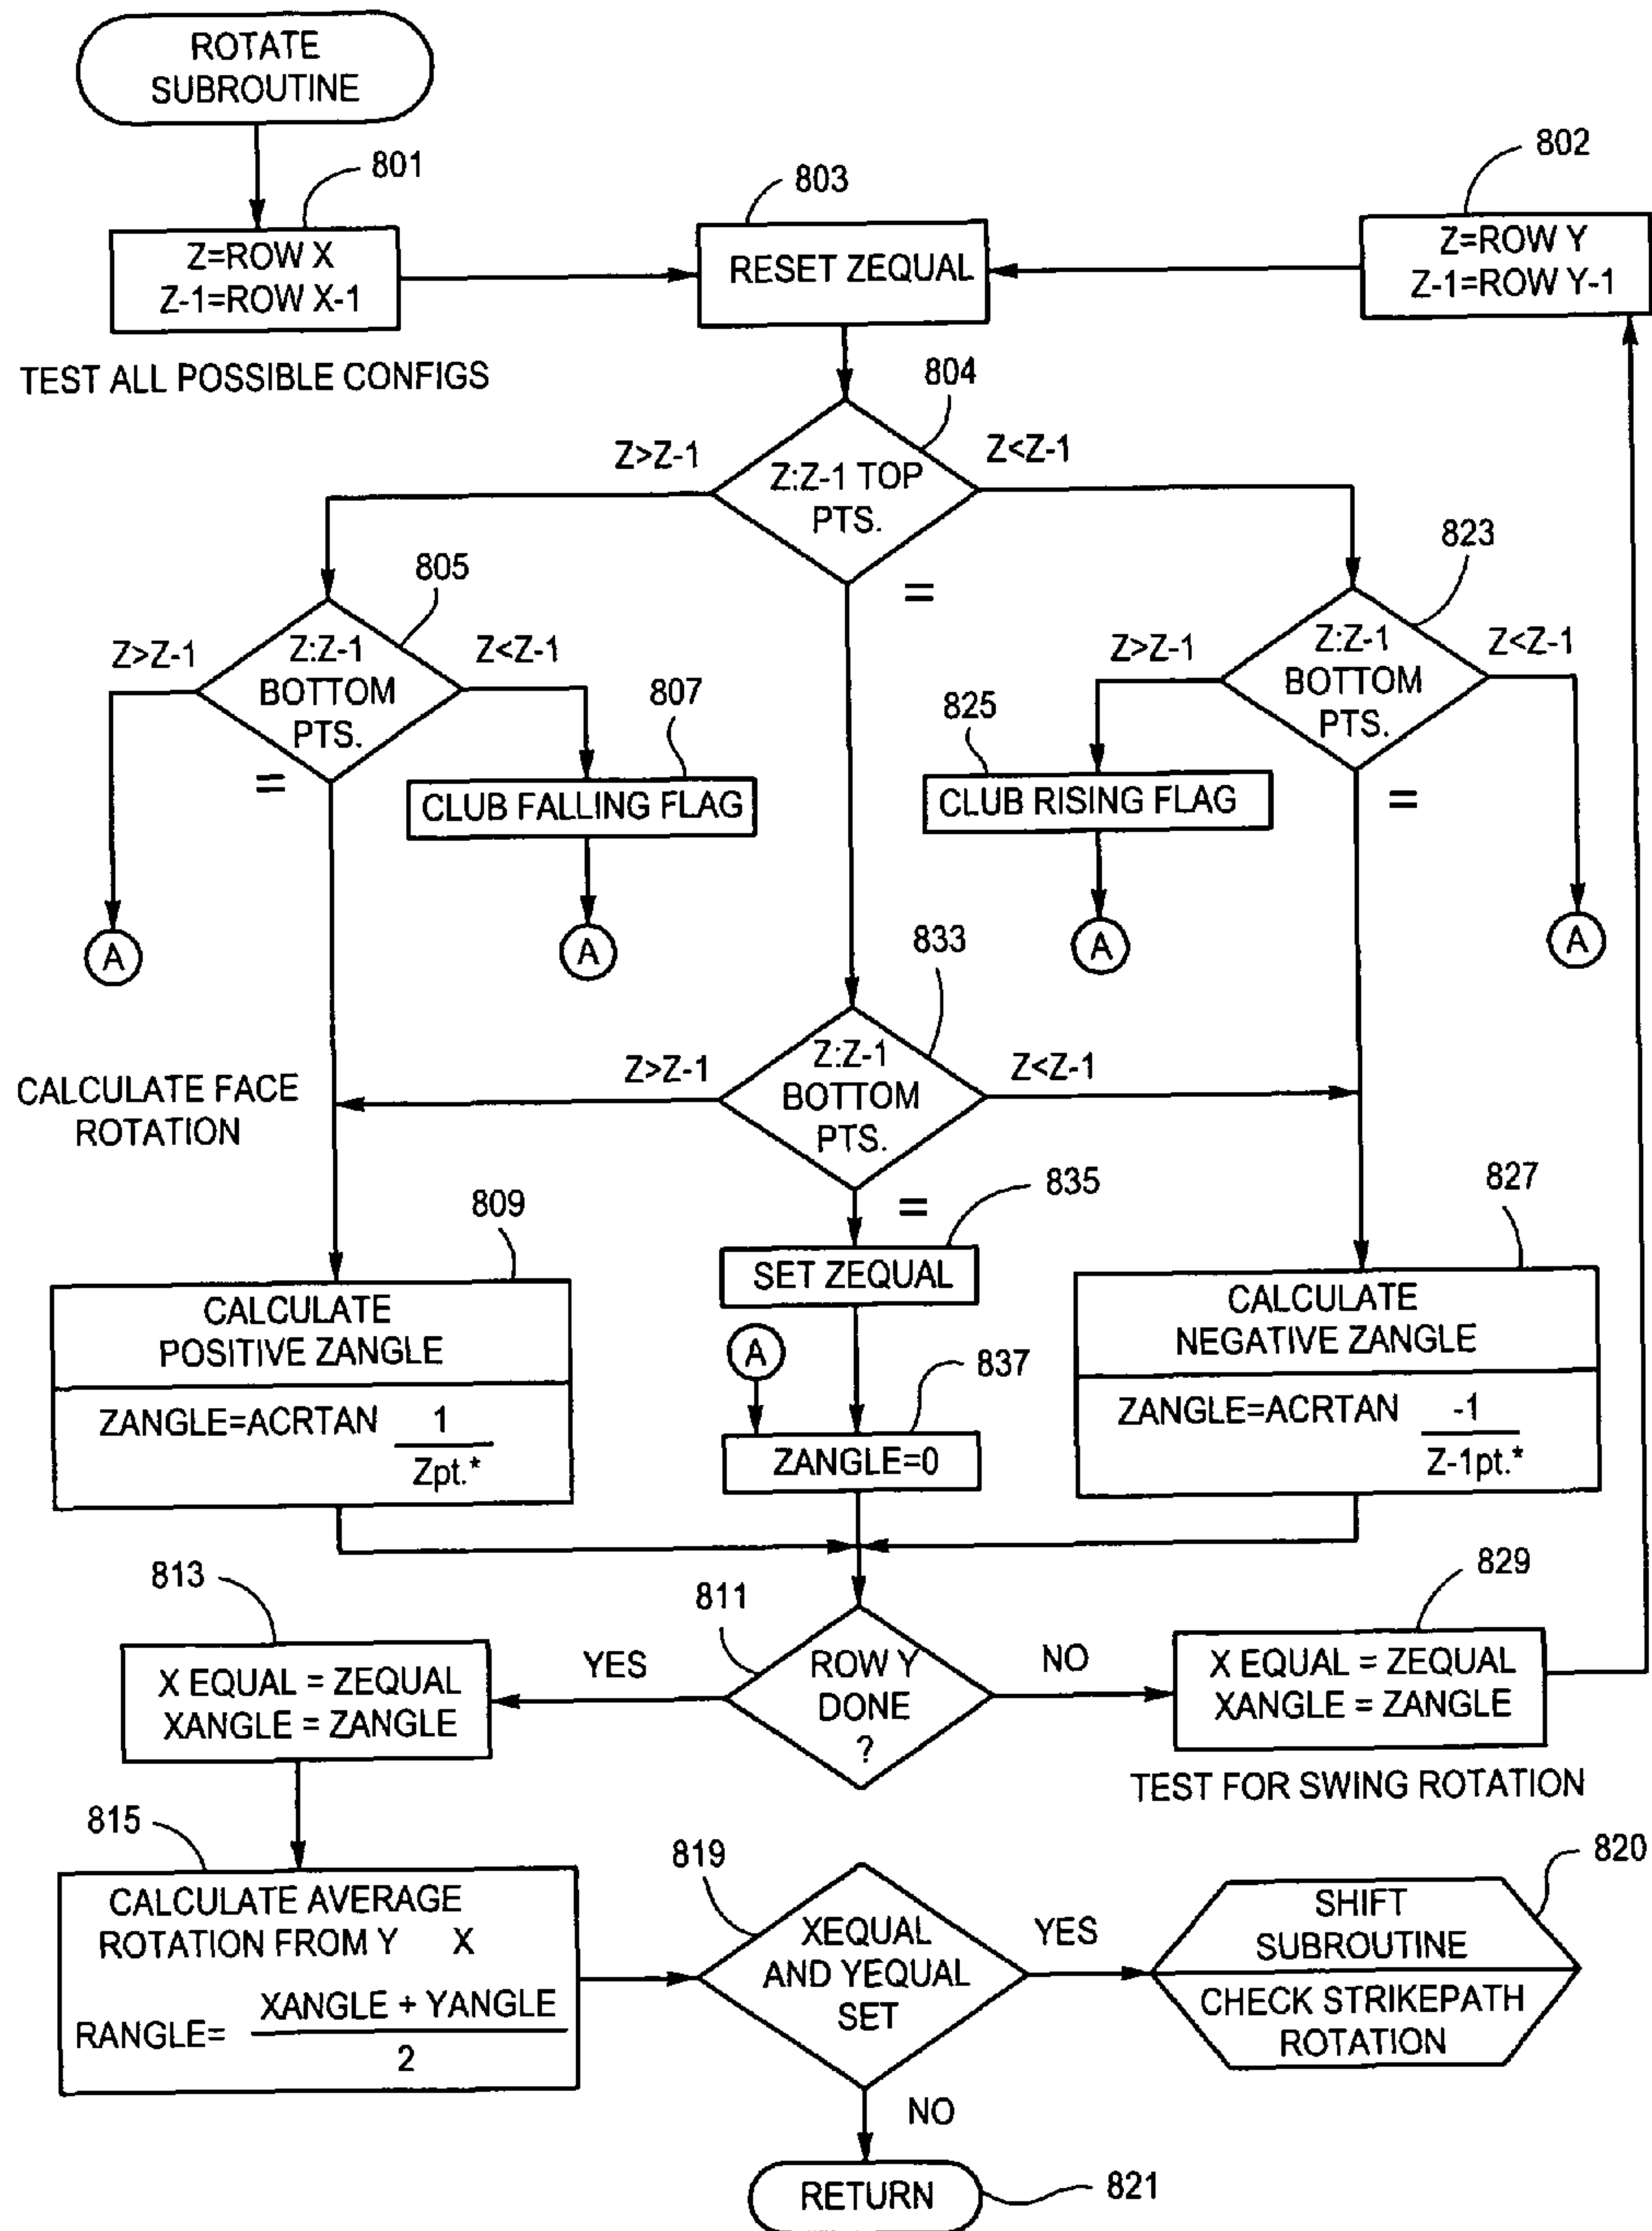 ROTATE
SUBROUTINE
801
Z=ROW X
Z-1=ROW X-1
803
RESET ZEQUAL
802
Z=ROW Y
Z-1=ROW Y-1
TEST ALL POSSIBLE CONFIGS
804
Z>Z-1
Z:Z-1 TOP
PTS.
Z<Z-1
=
805
Z>Z-1
Z:Z-1
BOTTOM
PTS.
Z<Z-1
=
823
Z>Z-1
Z:Z-1
BOTTOM
PTS.
Z<Z-1
=
807
CLUB FALLING FLAG
825
CLUB RISING FLAG
A
A
A
A
833
Z>Z-1
Z:Z-1
BOTTOM
PTS.
Z<Z-1
=
CALCULATE FACE
ROTATION
809
CALCULATE
POSITIVE ZANGLE
ZANGLE=ACRTAN 1
Zpt.*
835
SET ZEQUAL
A
837
ZANGLE=0
827
CALCULATE
NEGATIVE ZANGLE
ZANGLE=ACRTAN -1
Z-1pt.*
813
X EQUAL = ZEQUAL
XANGLE = ZANGLE
811
YES
ROW Y
DONE
?
NO
829
X EQUAL = ZEQUAL
XANGLE = ZANGLE
TEST FOR SWING ROTATION
815
CALCULATE AVERAGE
ROTATION FROM Y X
RANGLE= XANGLE + YANGLE
2
819
XEQUAL
AND YEQUAL
SET
YES
NO
820
SHIFT
SUBROUTINE
CHECK STRIKEPATH
ROTATION
RETURN
821